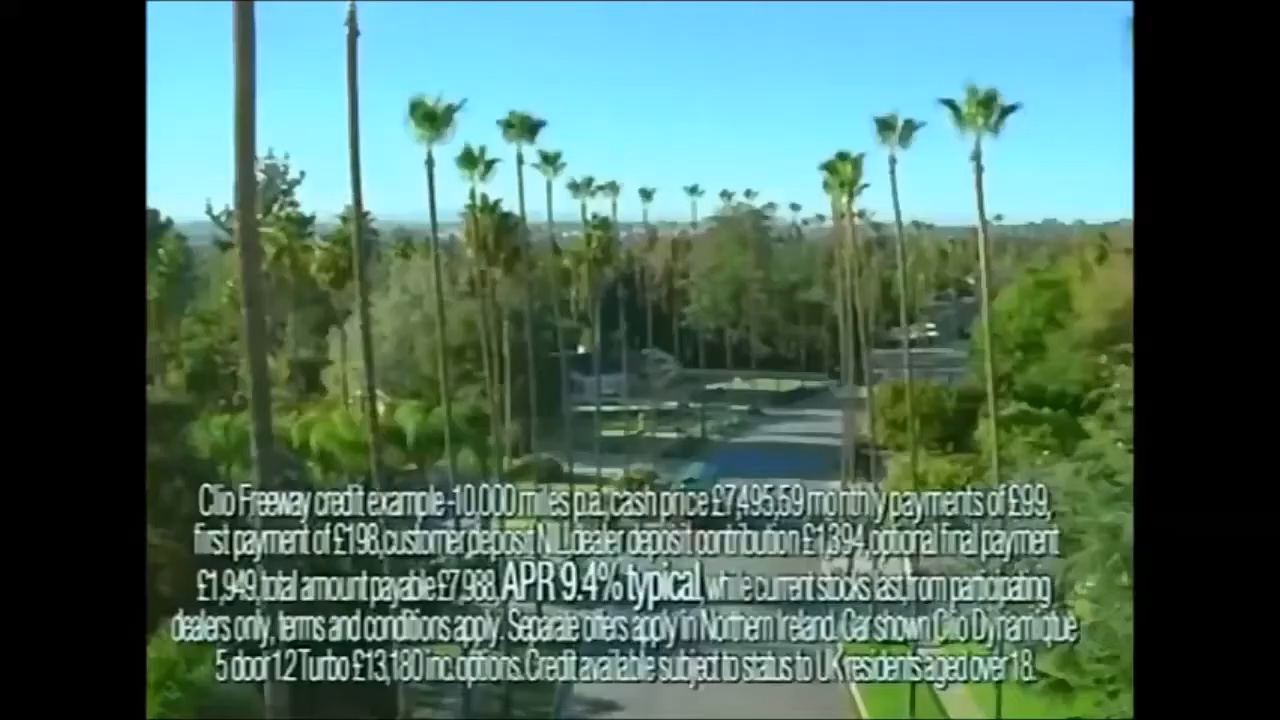 Clio Freeway credit example -10,000 miles p.a., cash price £7,495, 59 monthly payments of £99,
first payment of £198, customer deposit NIL, dealer deposit contribution £1,394, optional final payment
£1,949, total amount payable £7,988, APR 9.4% typical, while current stocks last, from participating
dealers only, terms and conditions apply. Separate offers apply in Northern Ireland. Car shown Clio Dynamique
5 door 1.2 Turbo £13,180 inc. options. Credit available subject to status to UK residents aged over 18.